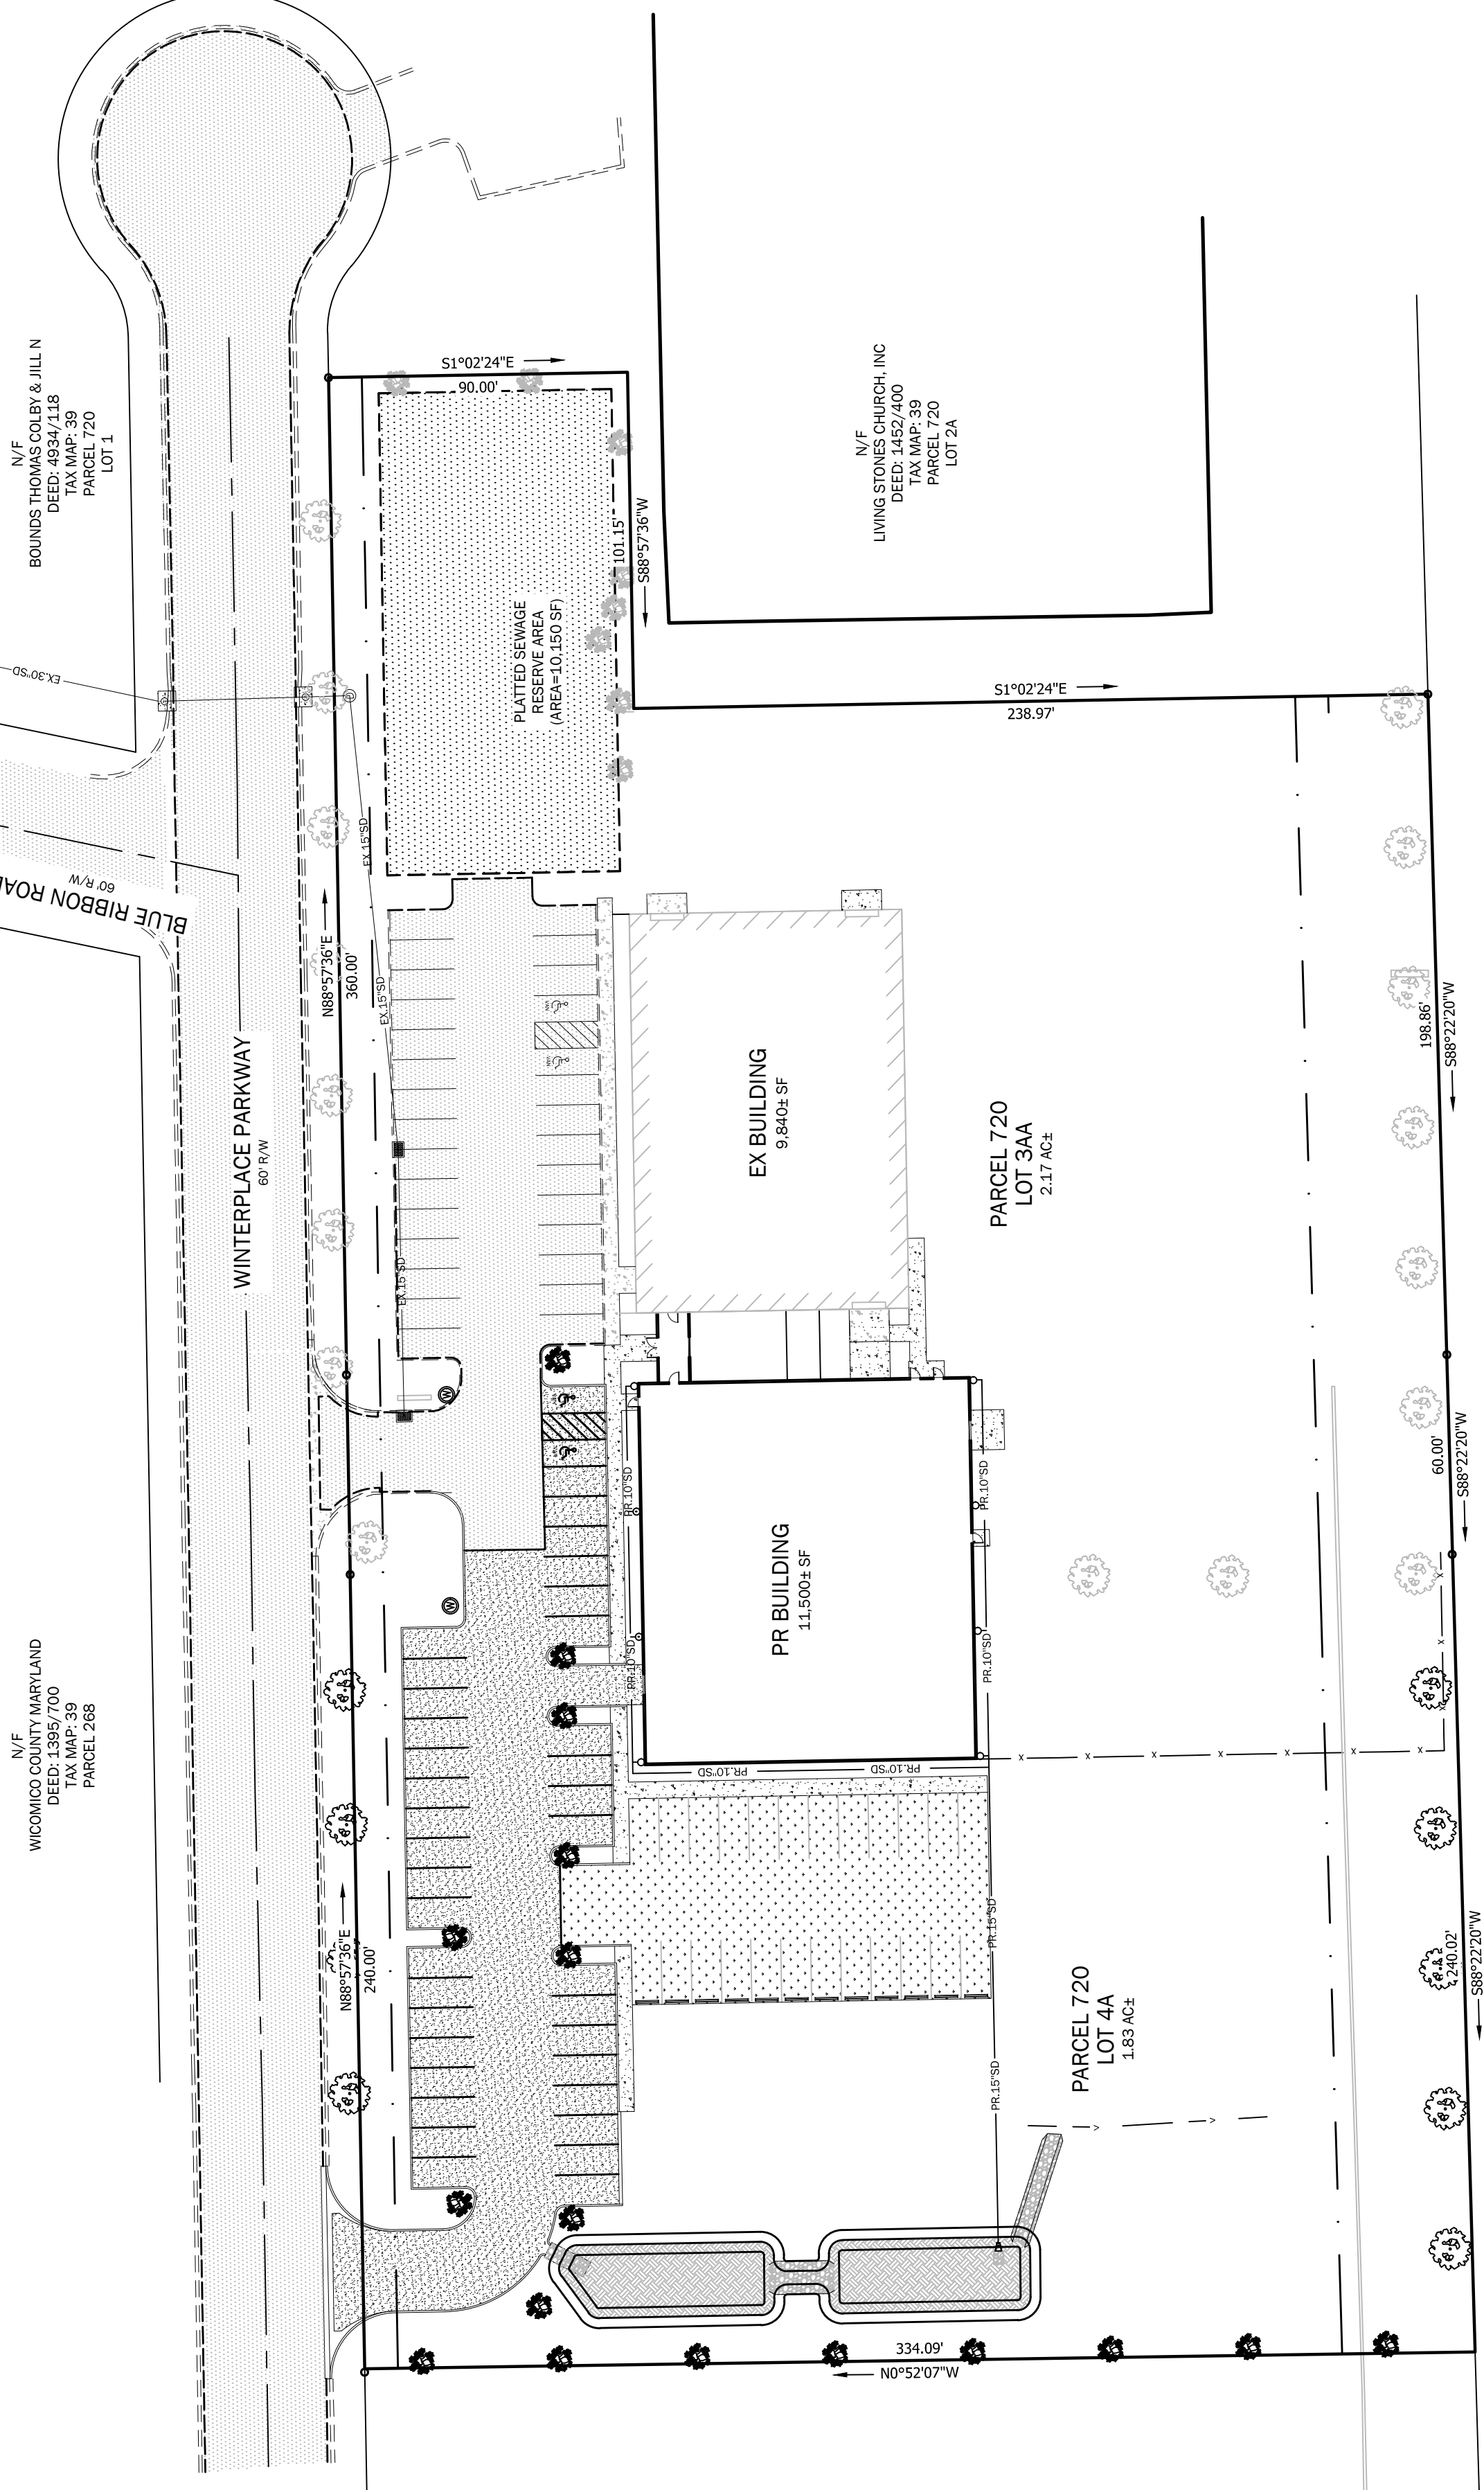 N/F
BOUNDS THOMAS COLBY & JILL N
DEED: 4934/118
TAX MAP: 39
PARCEL 720
LOT 1
EX.30"SD
BLUE RIBBON ROA
60' R/W
N/F
WICOMICO COUNTY MARYLAND
DEED: 1395/700
TAX MAP: 39
PARCEL 268
WINTERPLACE PARKWAY
60' R/W
S1°02'24"E
90.00'
101.15'
S88°57'36"W
PLATTED SEWAGE
RESERVE AREA
(AREA=10,150 SF)
N/F
LIVING STONES CHURCH, INC
DEED: 1452/400
TAX MAP: 39
PARCEL 720
LOT 2A
S1°02'24"E
238.97'
N88°57'36"E
360.00'
EX.15"SD
EX.15"SD
EX.15"SD
VAN
VAN
W
W
EX BUILDING
9,840± SF
PARCEL 720
LOT 3AA
2.17 AC±
198.86'
S88°22'20"W
60.00'
S88°22'20"W
PR BUILDING
11,500± SF
PR.10"SD
PR.10"SD
PR.10"SD
PR.10"SD
PR.10"SD
PR.10"SD
PR.15"SD
PR.15"SD
X
X
X
X
X
X
X
X
X
N88°57'36"E
240.00'
PARCEL 720
LOT 4A
1.83 AC±
240.02'
S88°22'20"W
334.09'
N0°52'07"W